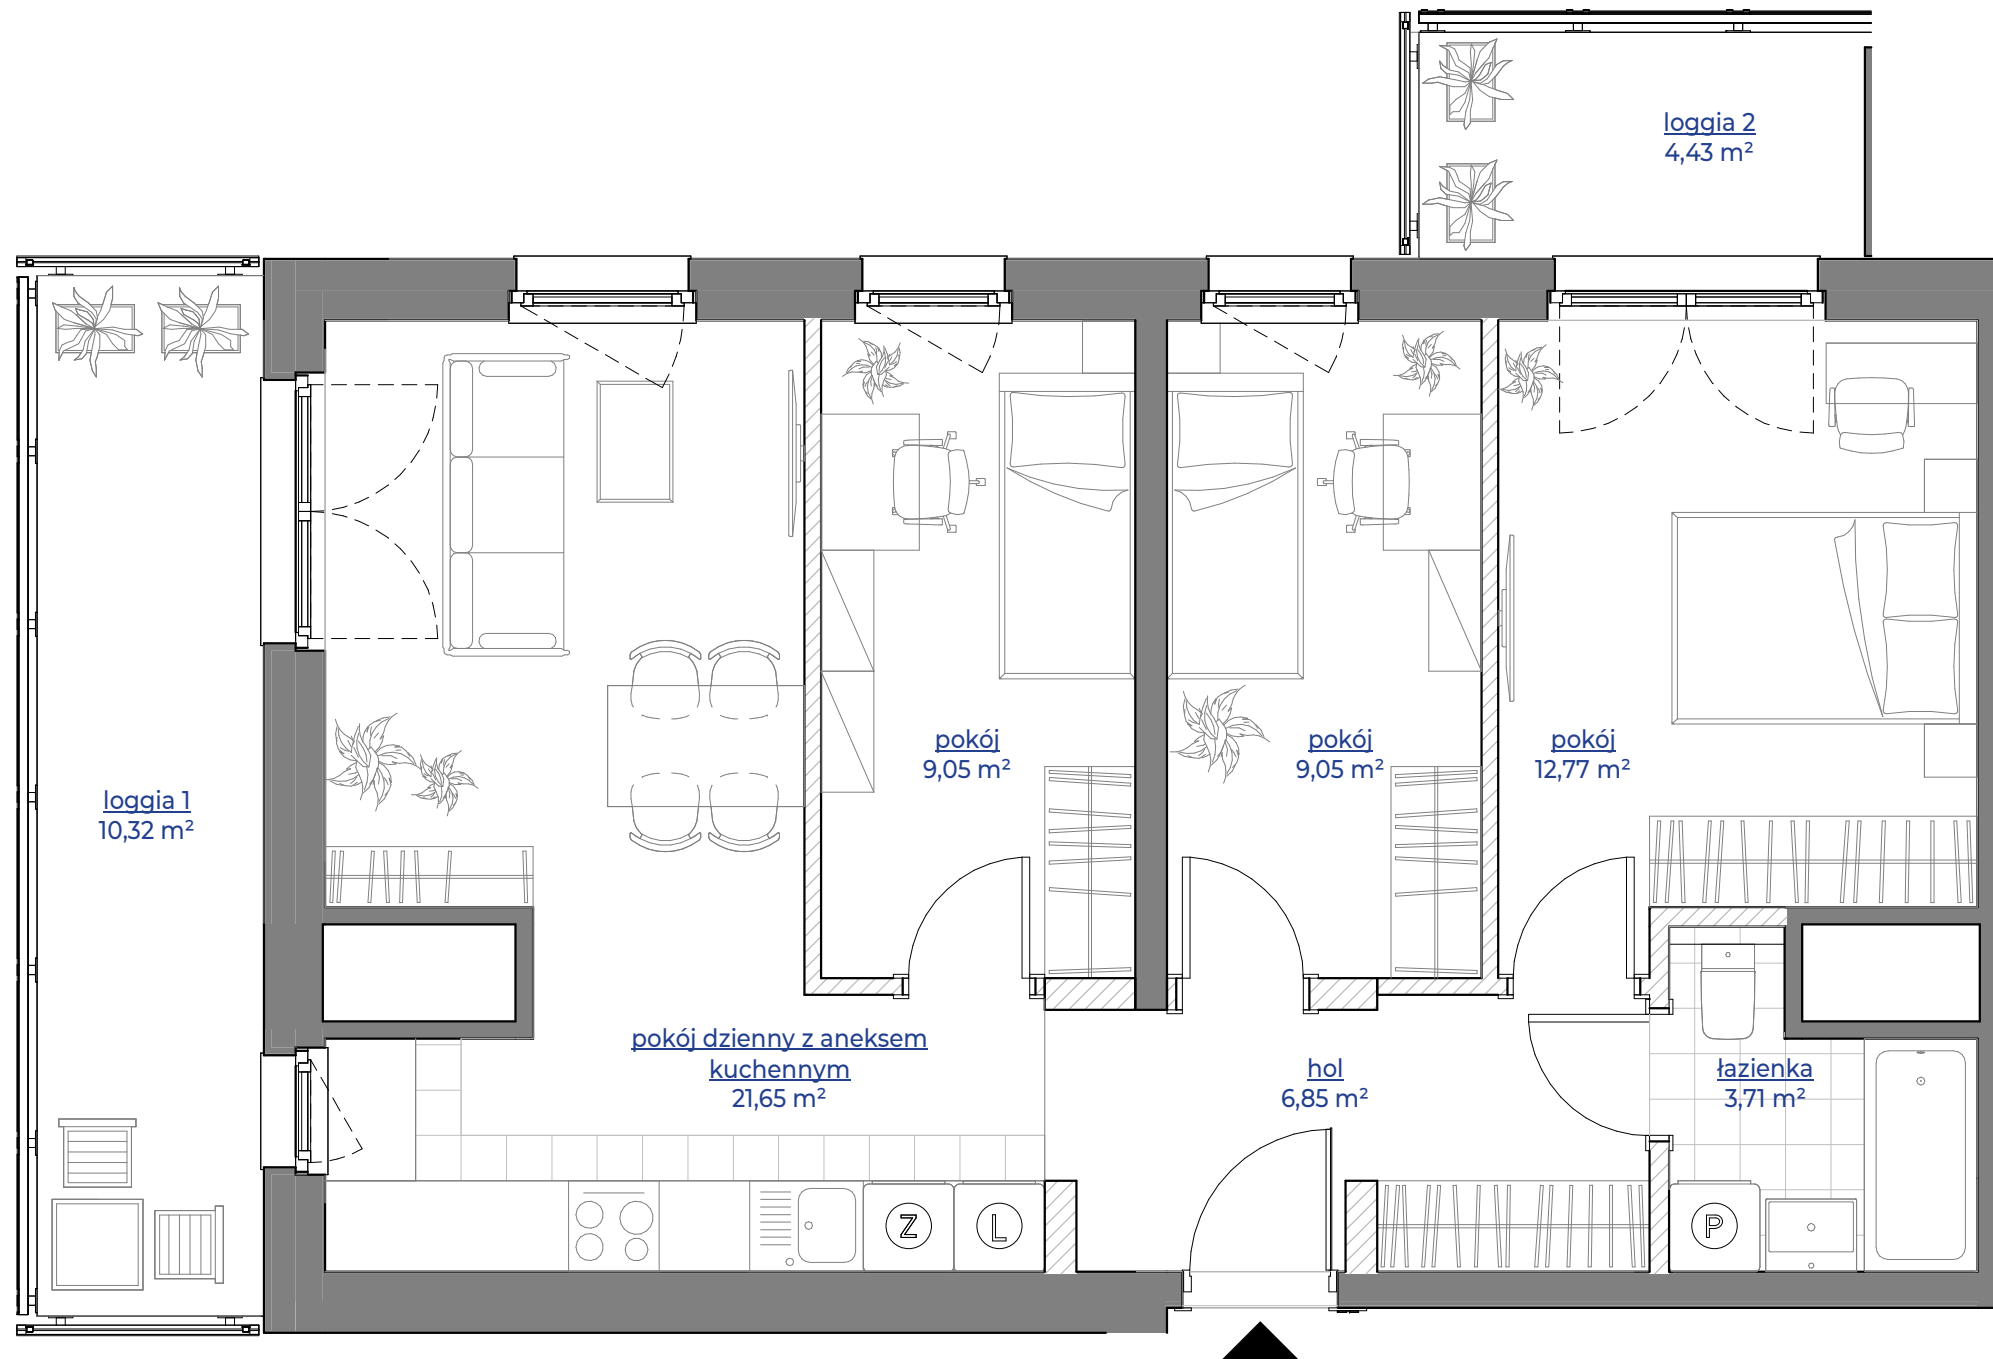 loggia 2
4,43 m²
pokój
9,05 m²
pokój
9,05 m²
pokój
12,77 m²
loggia 1
10,32 m²
pokój dzienny z aneksem
kuchennym
21,65 m²
hol
6,85 m²
łazienka
3,71 m²
Z
L
P